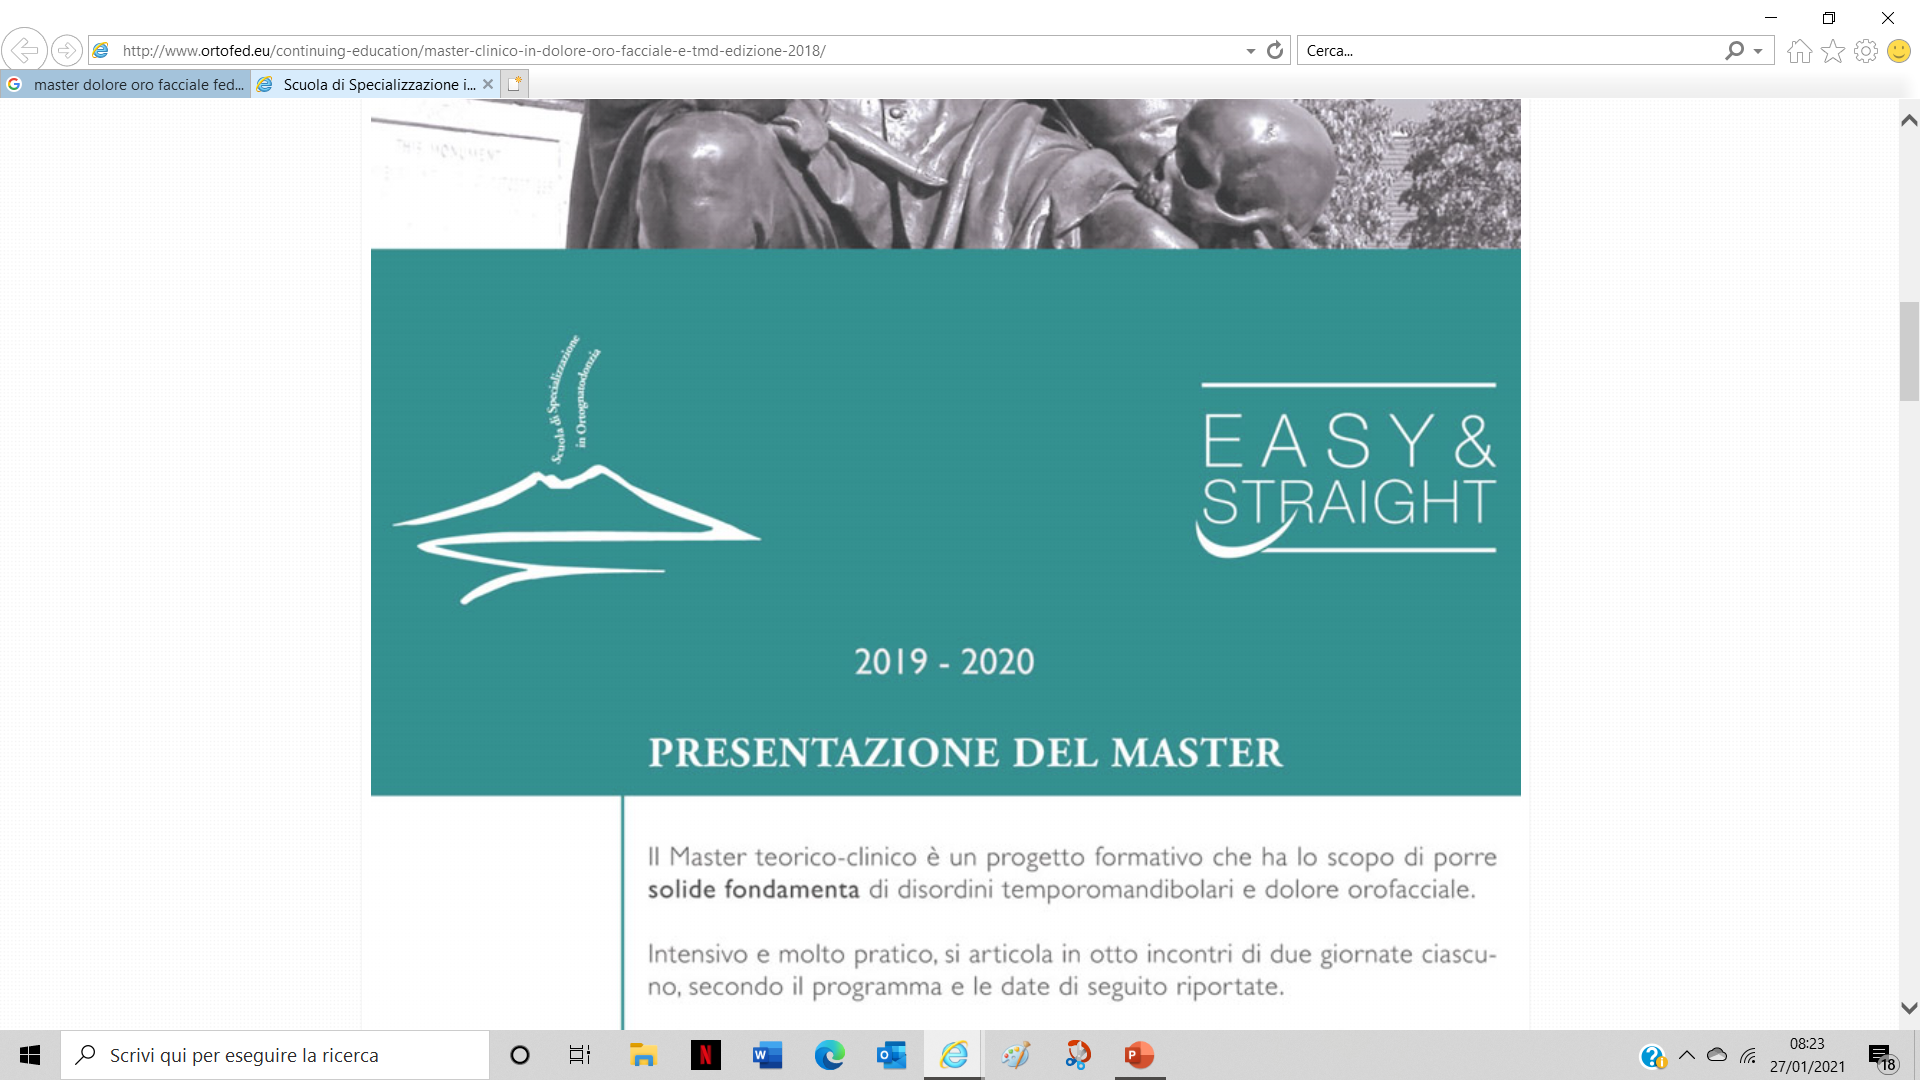 http://www.ortofed.eu/continuing-education/master-clinico-in-dolore-oro-facciale-e-tmd-edizione-2018/
Cerca...
master dolore oro facciale fed...
Scuola di Specializzazione i...
THIS MONUMENT
Scuola di Specializzazione
in Ortognatodonzia
EASY &
STRAIGHT
2019 - 2020
PRESENTAZIONE DEL MASTER
Il Master teorico-clinico è un progetto formativo che ha lo scopo di porre
solide fondamenta di disordini temporomandibolari e dolore orofacciale.
Intensivo e molto pratico, si articola in otto incontri di due giornate ciascu-
no, secondo il programma e le date di seguito riportate.
Scrivi qui per eseguire la ricerca
08:23
27/01/2021
18